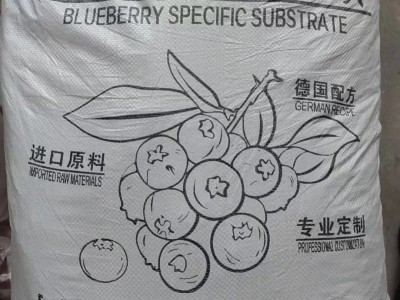 BLUEBERRY SPECIFIC SUBSTRATE
德国配方
GERMAN RECIPE
进口原料
IMPORTED RAW MATERIALS
专业定制
PROFESSIONAL CUSTOMIZATION